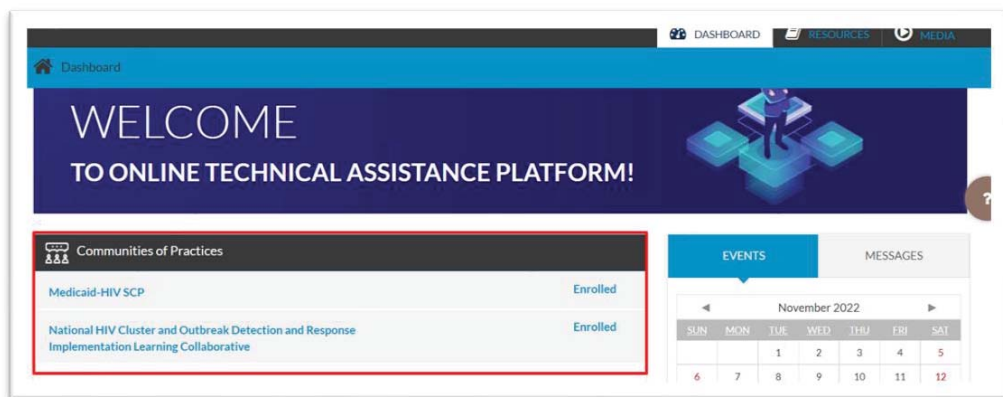 DASHBOARD RESOURCES MEDIA
Dashboard
WELCOME
TO ONLINE TECHNICAL ASSISTANCE PLATFORM!
?
Communities of Practices
Medicaid-HIV SCP Enrolled
National HIV Cluster and Outbreak Detection and Response Enrolled
Implementation Learning Collaborative
EVENTS MESSAGES
◄ November 2022 ►
SUN MON TUE WED THU FRI SAT
1 2 3 4 5
6 7 8 9 10 11 12